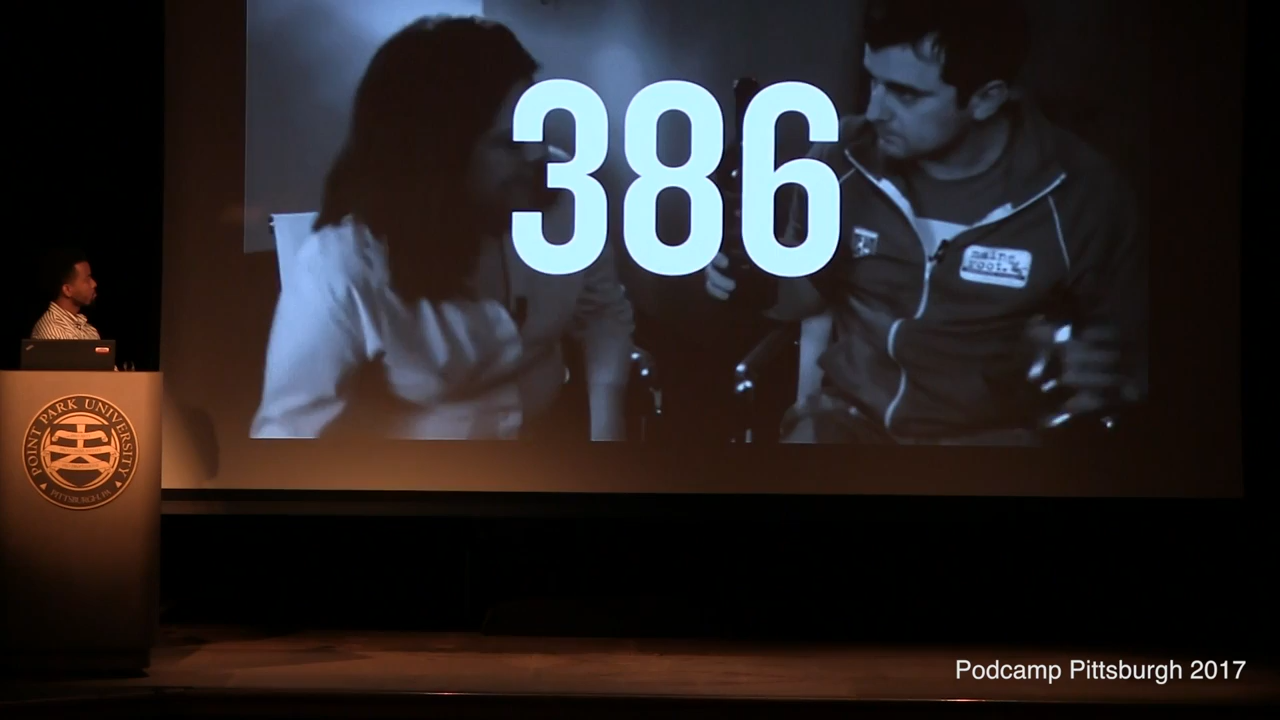 386
maine
root.
POINT PARK UNIVERSITY
PITTSBURGH, PA
Podcamp Pittsburgh 2017